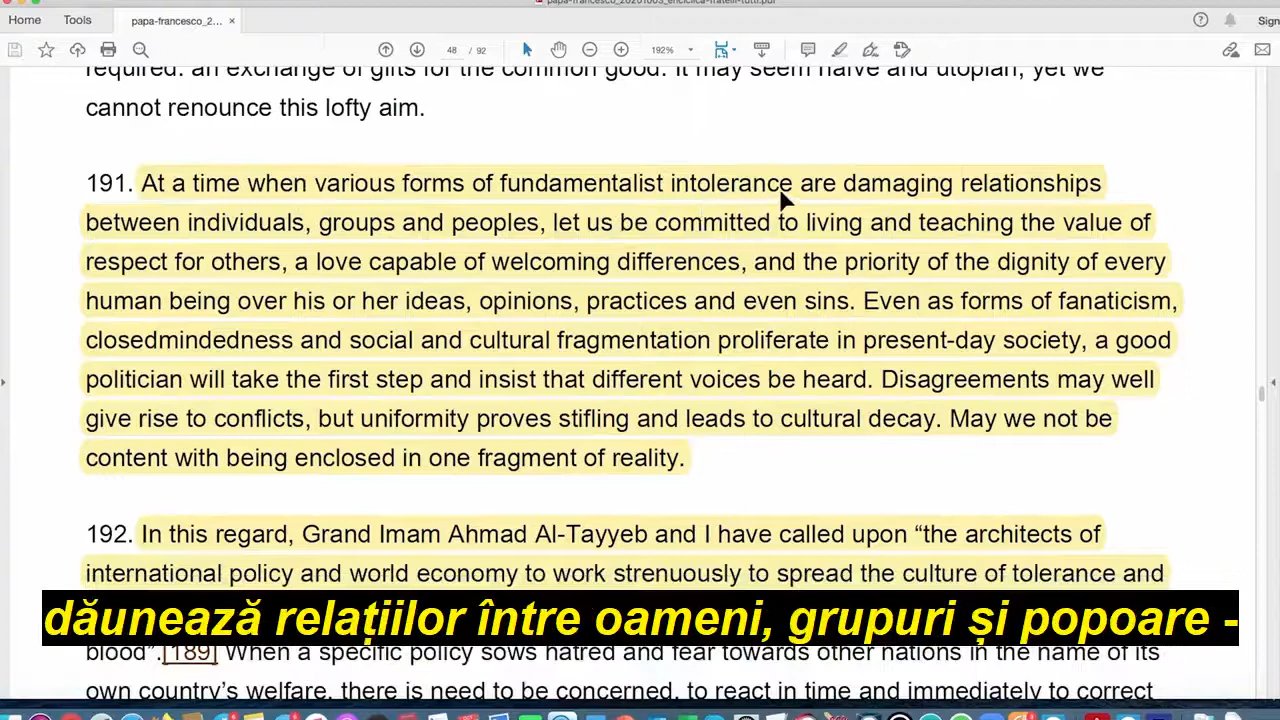 papa-francesco_20201003_enciclica-fratelli-tutti.pdf
Home Tools papa-francesco_2... × Sign
48 / 92 192%
required: an exchange of gifts for the common good. It may seem naive and utopian, yet we
cannot renounce this lofty aim.
191. At a time when various forms of fundamentalist intolerance are damaging relationships
between individuals, groups and peoples, let us be committed to living and teaching the value of
respect for others, a love capable of welcoming differences, and the priority of the dignity of every
human being over his or her ideas, opinions, practices and even sins. Even as forms of fanaticism,
closedmindedness and social and cultural fragmentation proliferate in present-day society, a good
politician will take the first step and insist that different voices be heard. Disagreements may well
give rise to conflicts, but uniformity proves stifling and leads to cultural decay. May we not be
content with being enclosed in one fragment of reality.
192. In this regard, Grand Imam Ahmad Al-Tayyeb and I have called upon “the architects of
international policy and world economy to work strenuously to spread the culture of tolerance and
dăunează relațiilor între oameni, grupuri și popoare -
blood”.[189] When a specific policy sows hatred and fear towards other nations in the name of its
own country’s welfare, there is need to be concerned, to react in time and immediately to correct